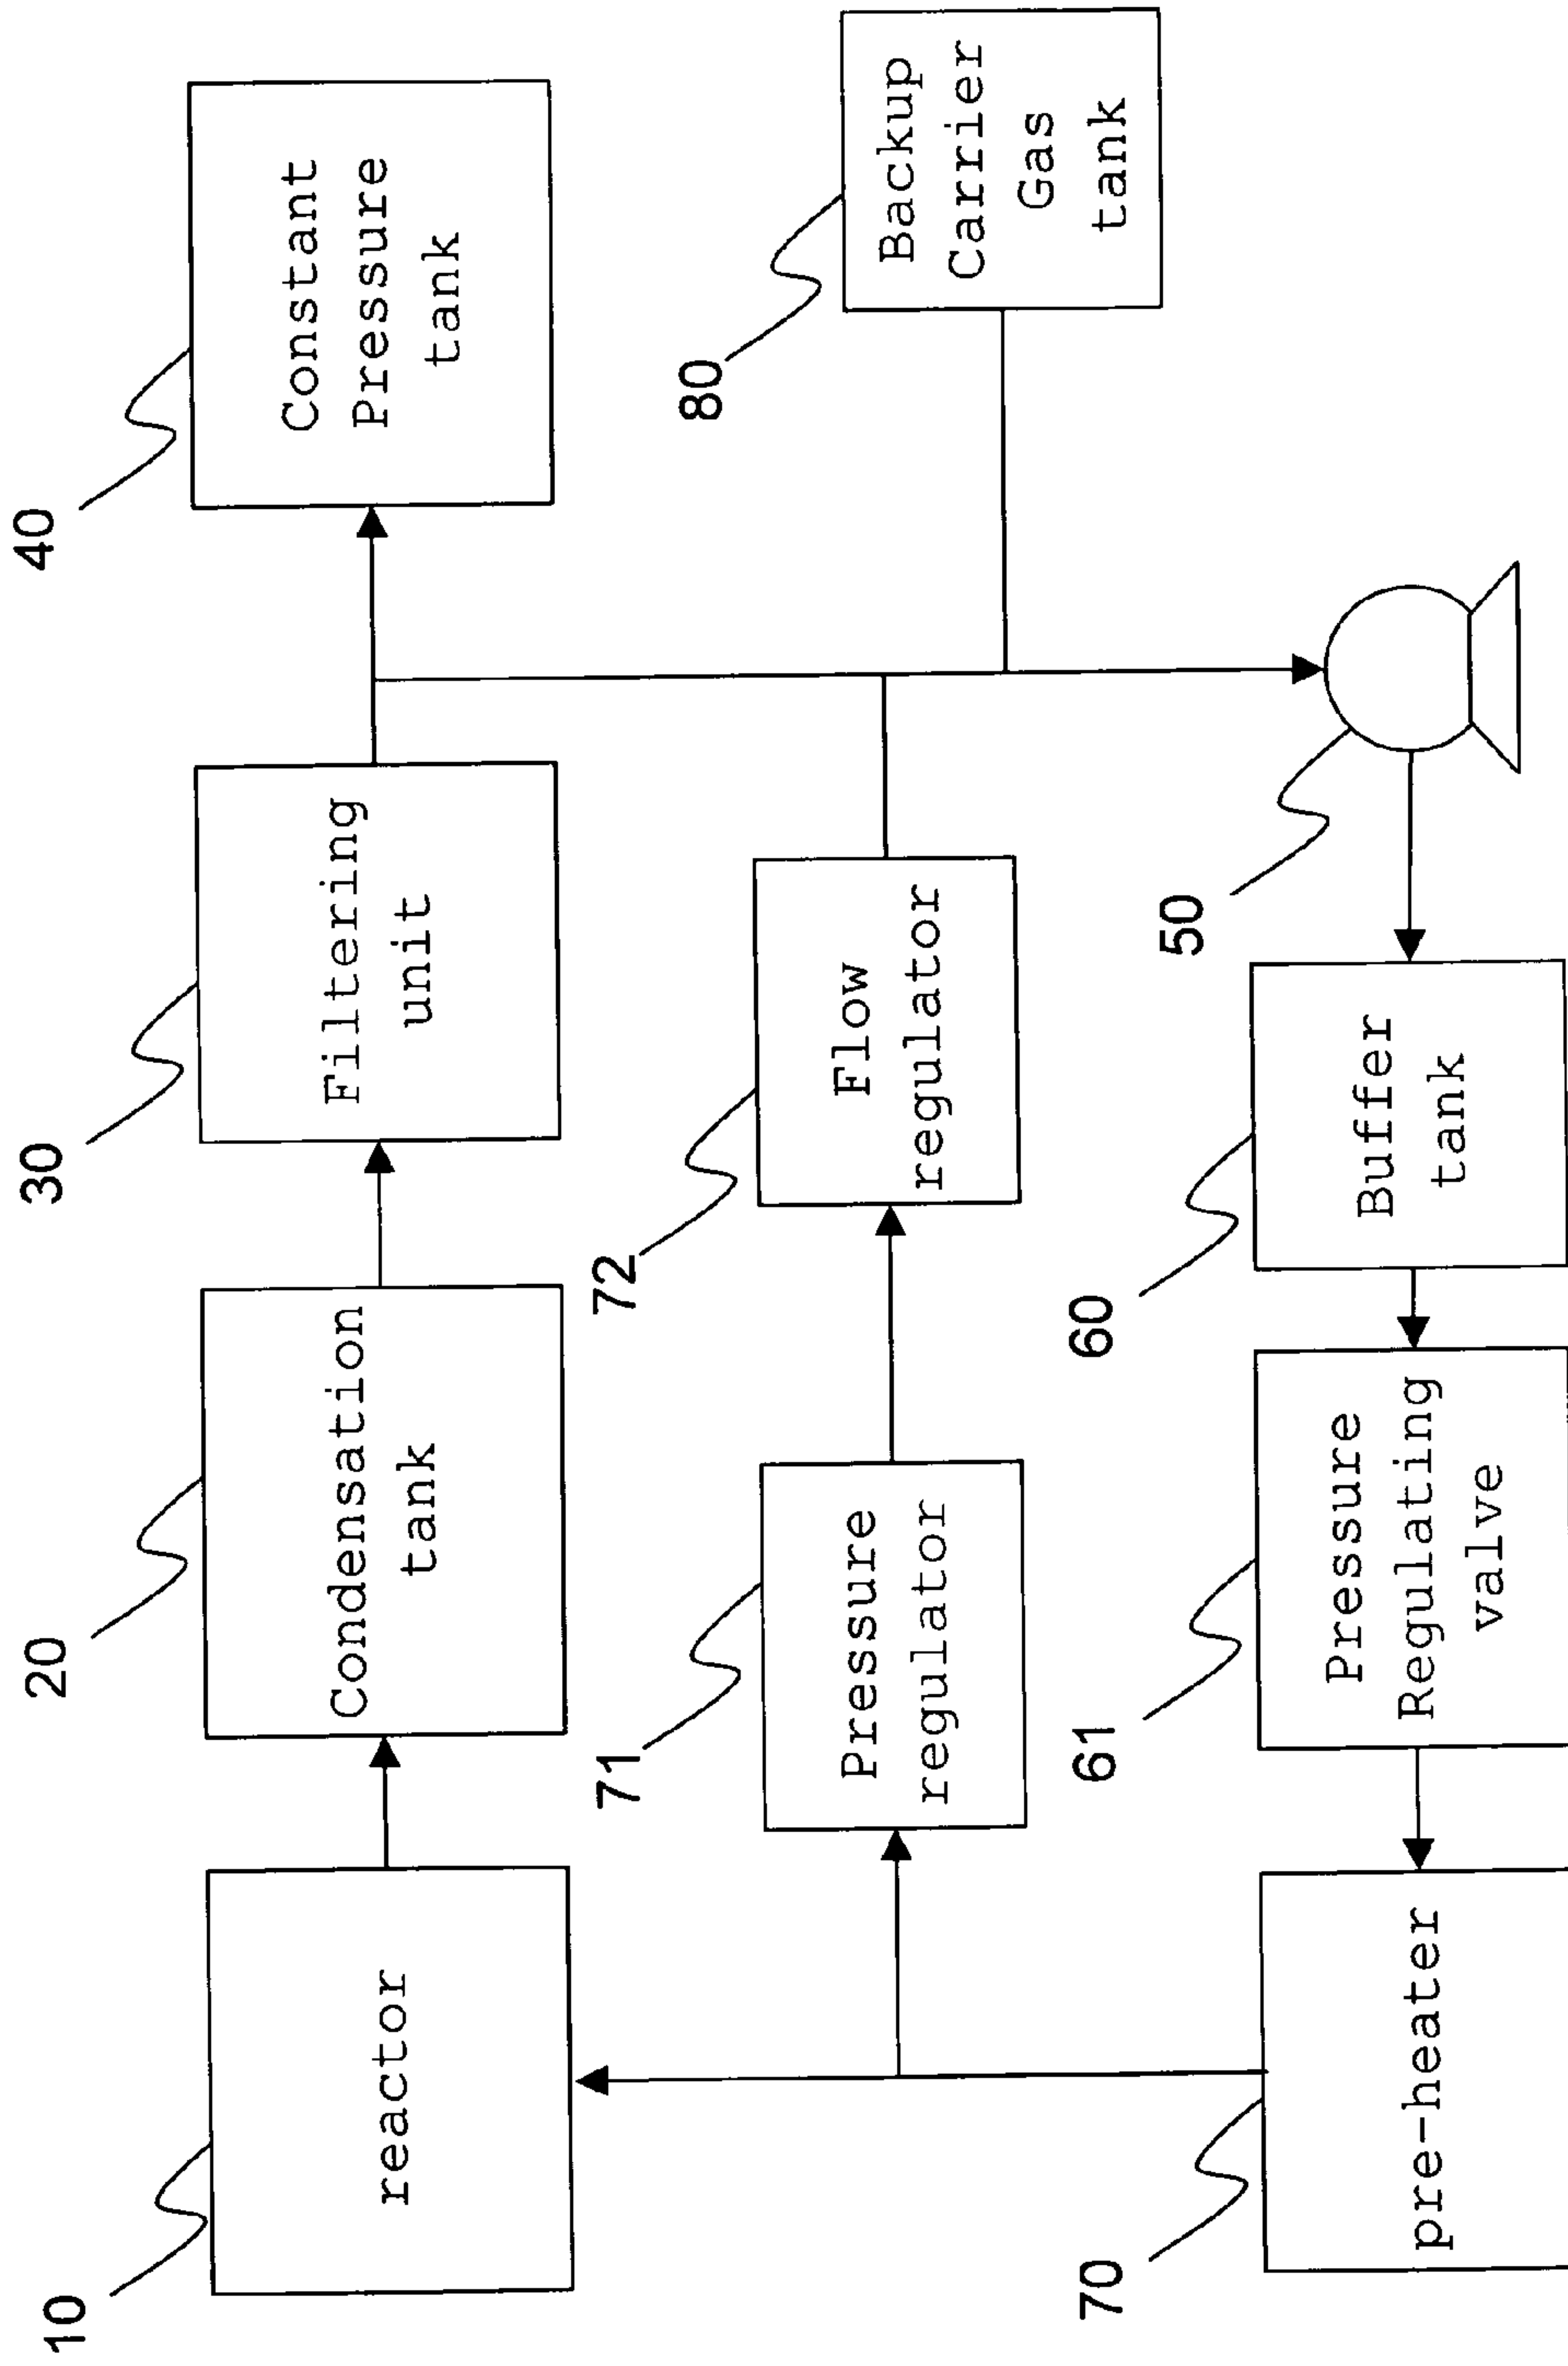 10
reactor
20
Condensation
tank
30
Filtering
unit
40
Constant
Pressure
tank
71
Pressure
regulator
72
Flow
regulator
80
Backup
Carrier
Gas
tank
70
pre-heater
61
Pressure
Regulating
valve
60
Buffer
tank
50